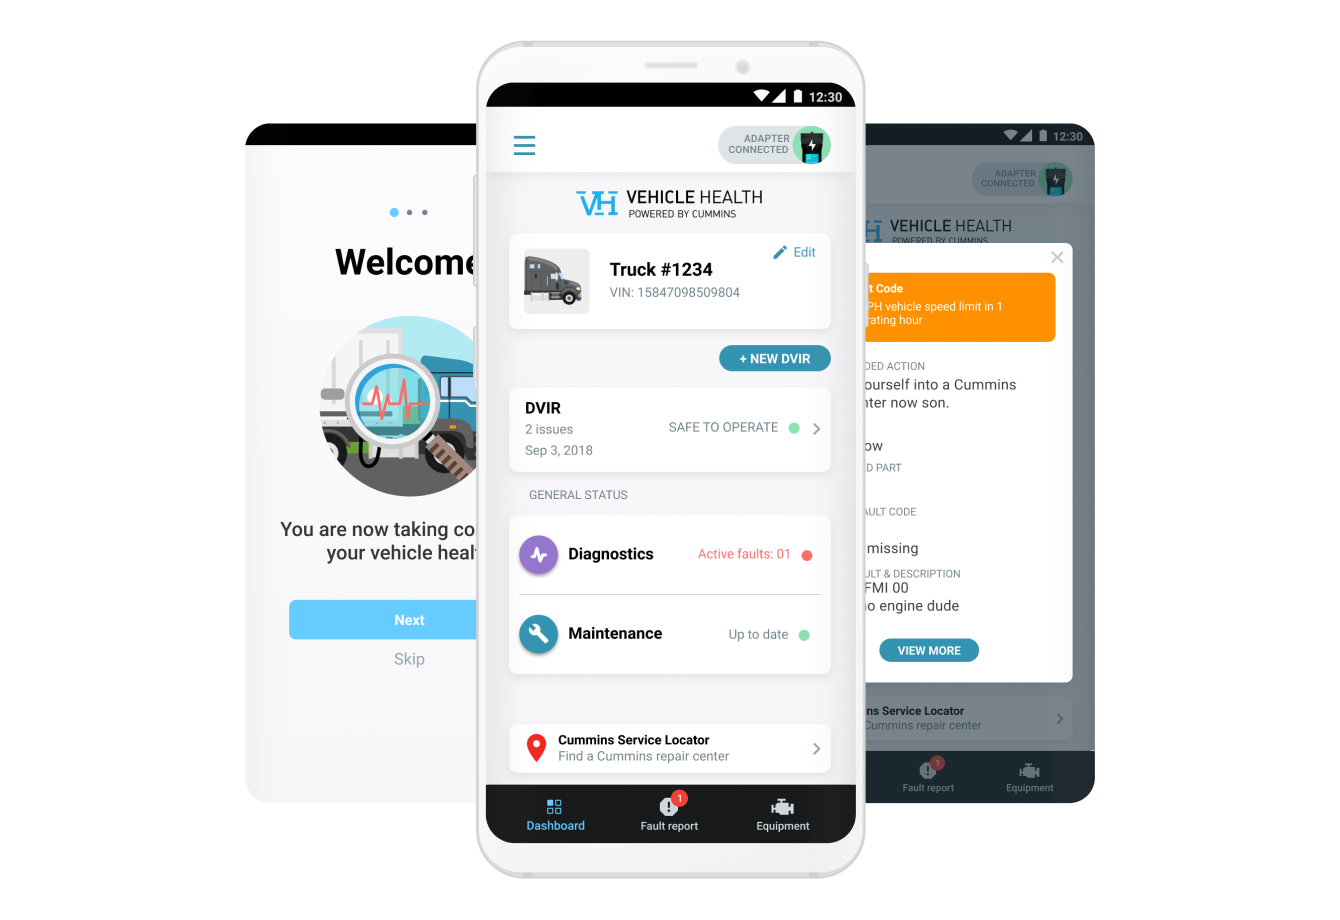 Welcome
You are now taking co
your vehicle heal
Next
Skip
12:30
ADAPTER
CONNECTED
VH VEHICLE HEALTH
POWERED BY CUMMINS
Edit
Truck #1234
VIN: 15847098509804
+ NEW DVIR
DVIR
2 issues
SAFE TO OPERATE
Sep 3, 2018
GENERAL STATUS
Diagnostics Active faults: 01
Maintenance Up to date
Cummins Service Locator
Find a Cummins repair center
1
Dashboard Fault report Equipment
12:30
ADAPTER
CONNECTED
H VEHICLE HEALTH
POWERED BY CUMMINS
t Code
PH vehicle speed limit in 1
rating hour
DED ACTION
ourself into a Cummins
nter now son.
ow
D PART
AULT CODE
missing
ULT & DESCRIPTION
FMI 00
no engine dude
VIEW MORE
ns Service Locator
Cummins repair center
1
Fault report Equipment